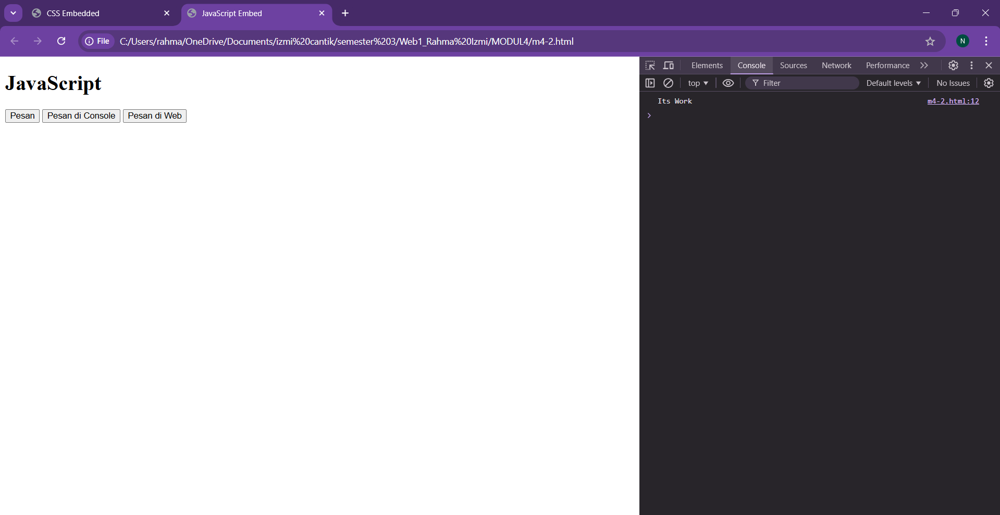 CSS Embedded
JavaScript Embed
File C:/Users/rahma/OneDrive/Documents/izmi%20cantik/semester%203/Web1_Rahma%20Izmi/MODUL4/m4-2.html
N
JavaScript
Pesan Pesan di Console Pesan di Web
Elements Console Sources Network Performance
top Filter Default levels No Issues
Its Work m4-2.html:12